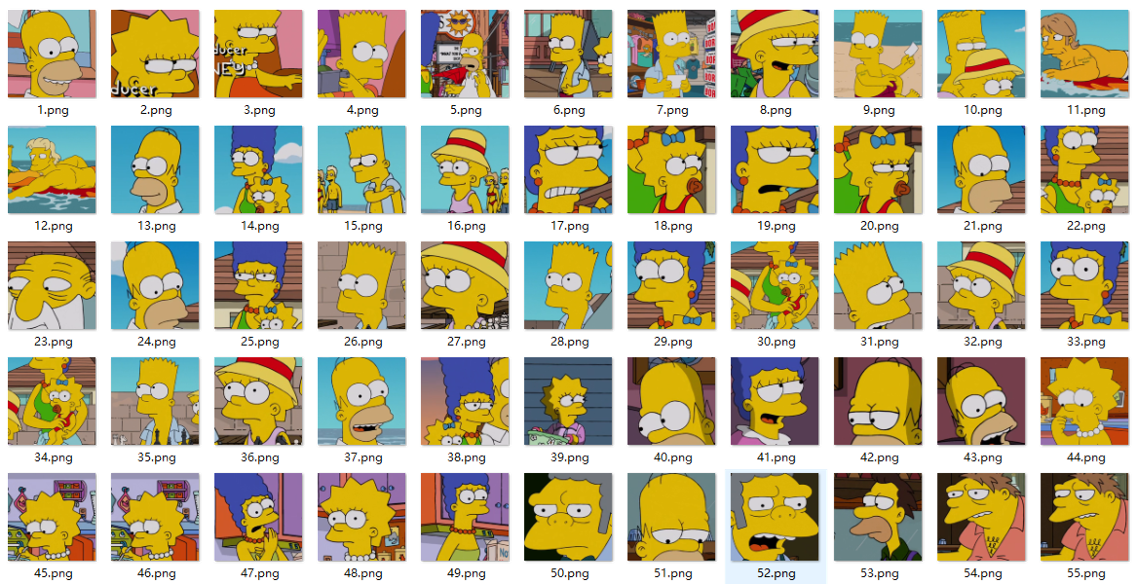 1.png 2.png 3.png 4.png 5.png 6.png 7.png 8.png 9.png 10.png 11.png
12.png 13.png 14.png 15.png 16.png 17.png 18.png 19.png 20.png 21.png 22.png
23.png 24.png 25.png 26.png 27.png 28.png 29.png 30.png 31.png 32.png 33.png
34.png 35.png 36.png 37.png 38.png 39.png 40.png 41.png 42.png 43.png 44.png
45.png 46.png 47.png 48.png 49.png 50.png 51.png 52.png 53.png 54.png 55.png